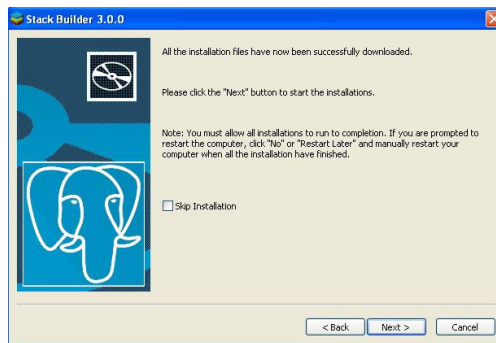 Stack Builder 3.0.0
All the installation files have now been successfully downloaded.
Please click the "Next" button to start the installations.
Note: You must allow all installations to run to completion. If you are prompted to
restart the computer, click "No" or "Restart Later" and manually restart your
computer when all the installation have finished.
Skip Installation
< Back
Next >
Cancel